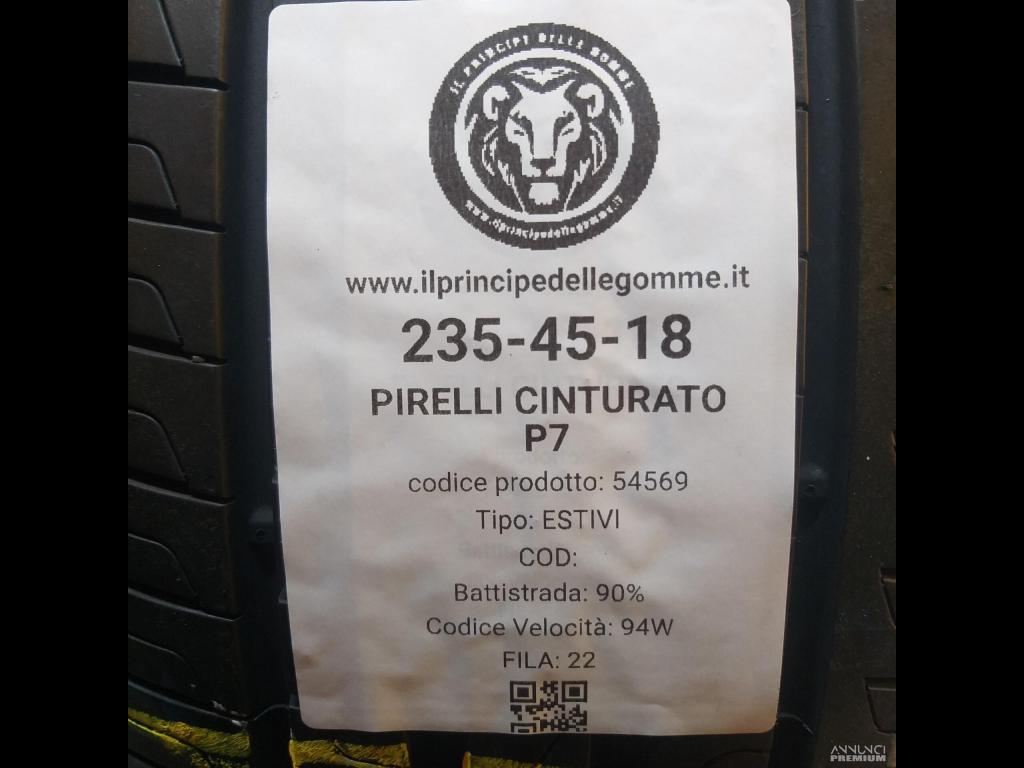 IL PRINCIPE DELLE GOMME
www.ilprincipedellegomme.it
www.ilprincipedellegomme.it
235-45-18
PIRELLI CINTURATO
P7
codice prodotto: 54569
Tipo: ESTIVI
COD:
Battistrada: 90%
Codice Velocità: 94W
FILA: 22
ANNUNCI
PREMIUM